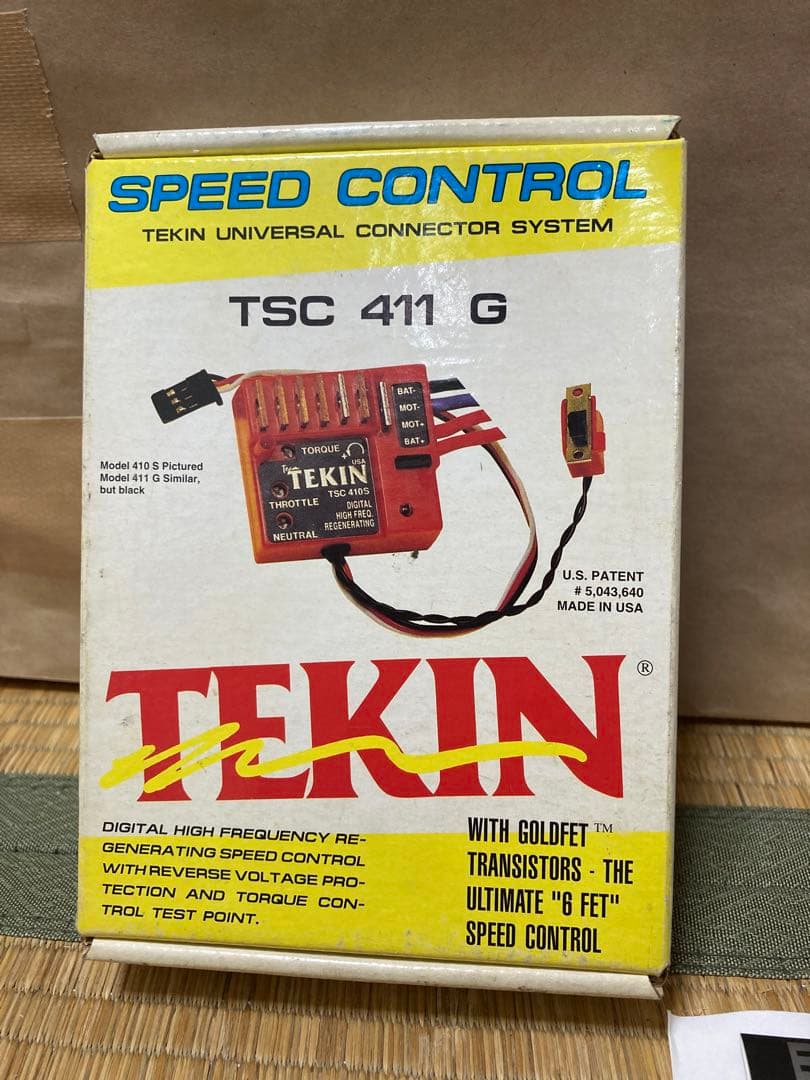 SPEED CONTROL
TEKIN UNIVERSAL CONNECTOR SYSTEM
TSC 411 G
BAT-
MOT-
MOT+
BAT+
TORQUE
+
USA
Team
TEKIN
TSC 410S
THROTTLE
DIGITAL
HIGH FREQ.
REGENERATING
NEUTRAL
Model 410 S Pictured
Model 411 G Similar,
but black
U.S. PATENT
# 5,043,640
MADE IN USA
TEKIN®
DIGITAL HIGH FREQUENCY RE-
GENERATING SPEED CONTROL
WITH REVERSE VOLTAGE PRO-
TECTION AND TORQUE CON-
TROL TEST POINT.
WITH GOLDFET™
TRANSISTORS - THE
ULTIMATE "6 FET"
SPEED CONTROL